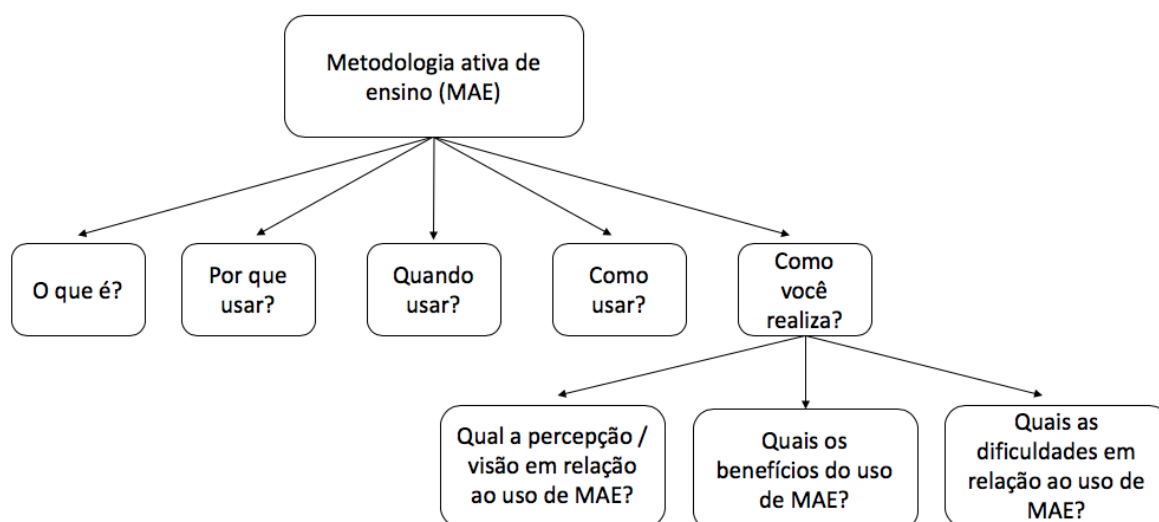 Metodologia ativa de
ensino (MAE)
O que é?
Por que
usar?
Quando
usar?
Como
usar?
Como
você
realiza?
Qual a percepção /
visão em relação
ao uso de MAE?
Quais os
benefícios do uso
de MAE?
Quais as
dificuldades em
relação ao uso de
MAE?